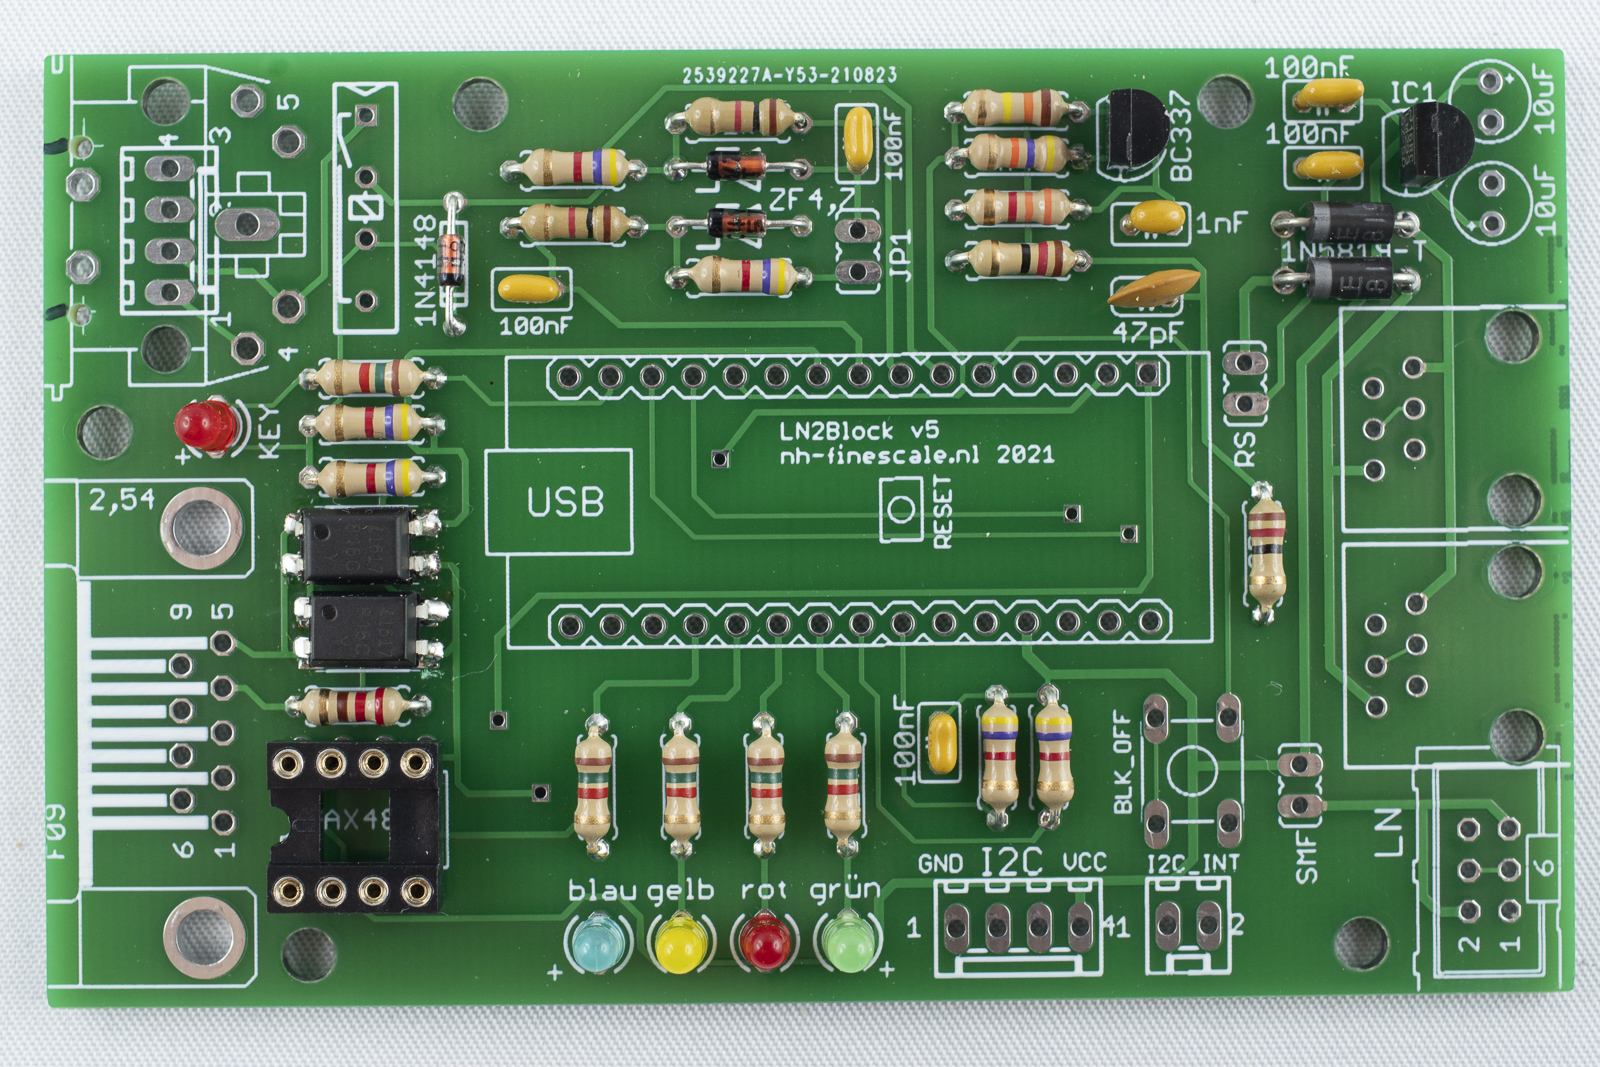 2539227A-Y53-210823
100nF
IC1
10uF
5
4
3
100nF
BC337
100nF
ZF4,7
10uF
1nF
1N4148
JP1
1N5819-T
1
100nF
47pF
4
KEY
+
LN2Block v5
nh-finescale.nl 2021
RS
2,54
USB
RESET
9
5
100nF
BLK_OFF
AX48
6
1
LN
SMF
6
GND
I2C
VCC
I2C_INT
blau
gelb
rot
grün
1
4
1
2
2
1
+
+